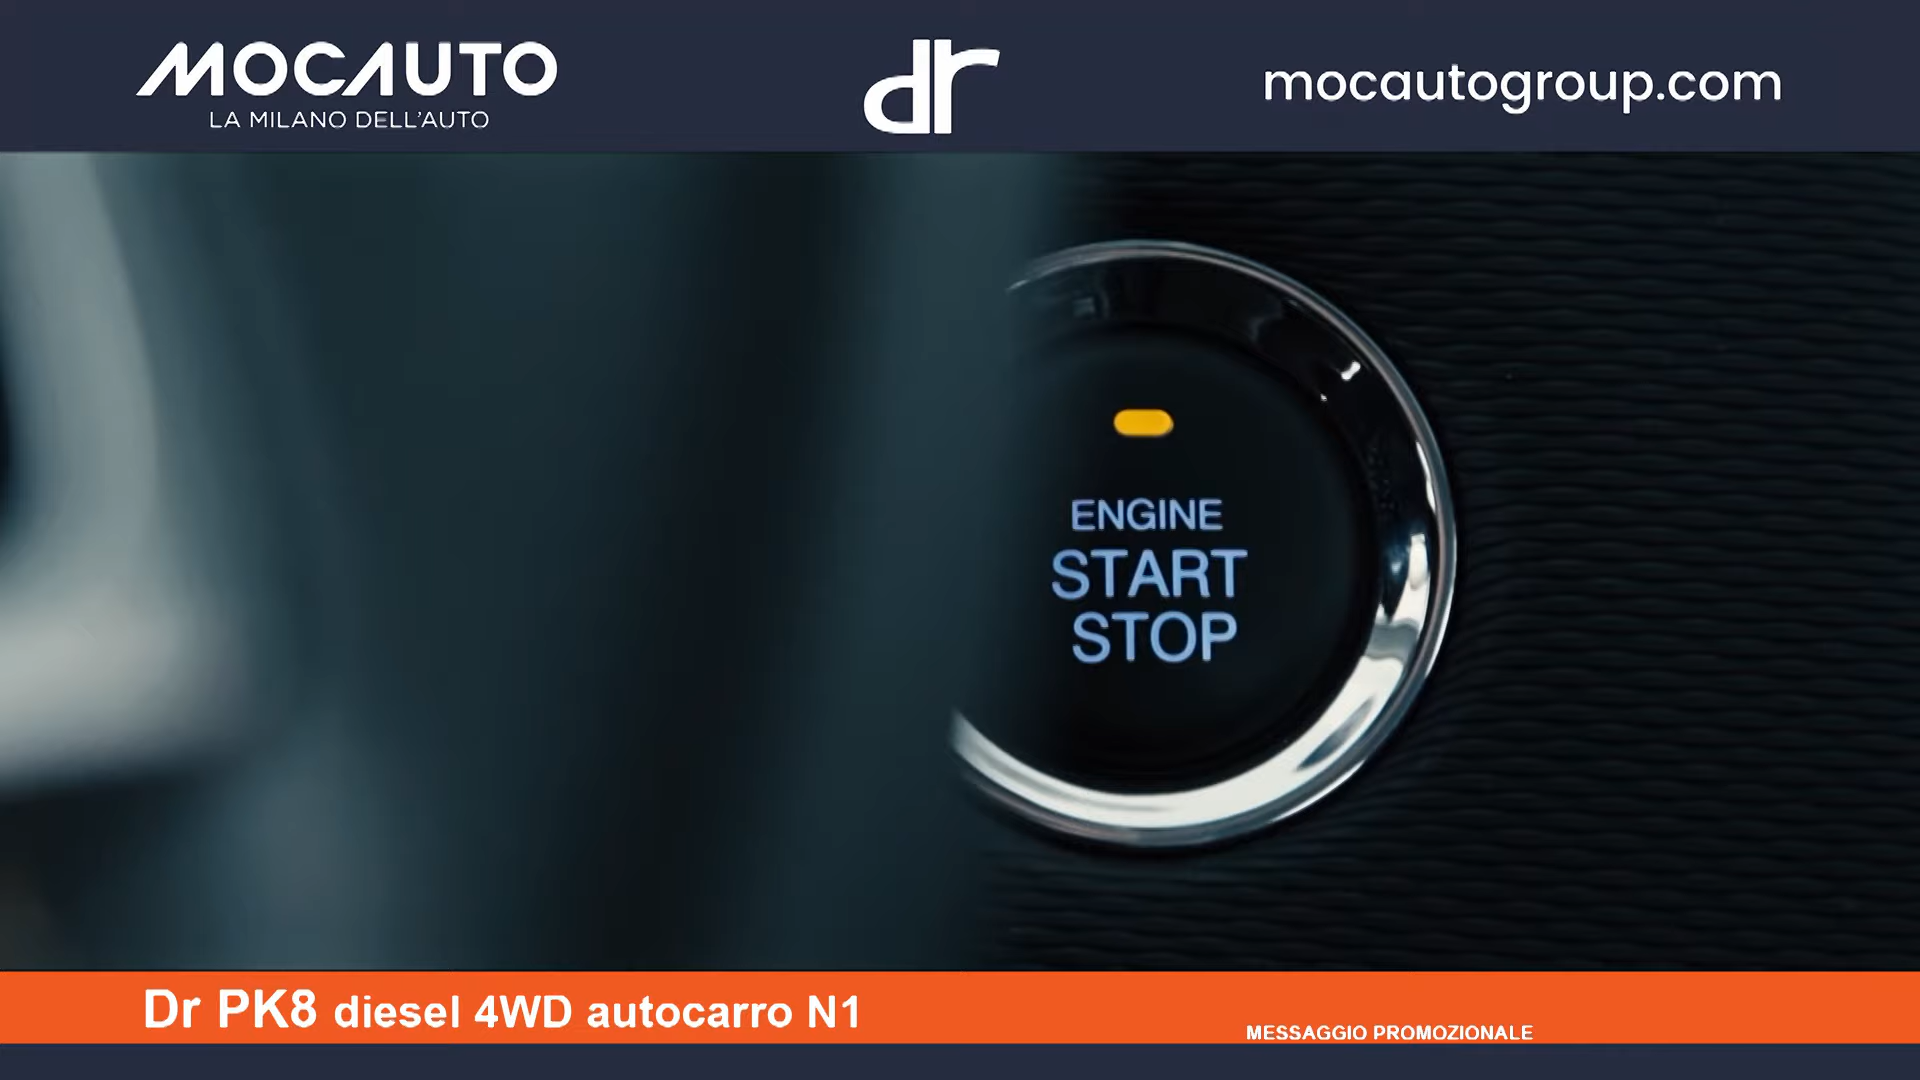 MOCAUTO
LA MILANO DELL'AUTO
dr
mocautogroup.com
ENGINE
START
STOP
Dr PK8 diesel 4WD autocarro N1
MESSAGGIO PROMOZIONALE